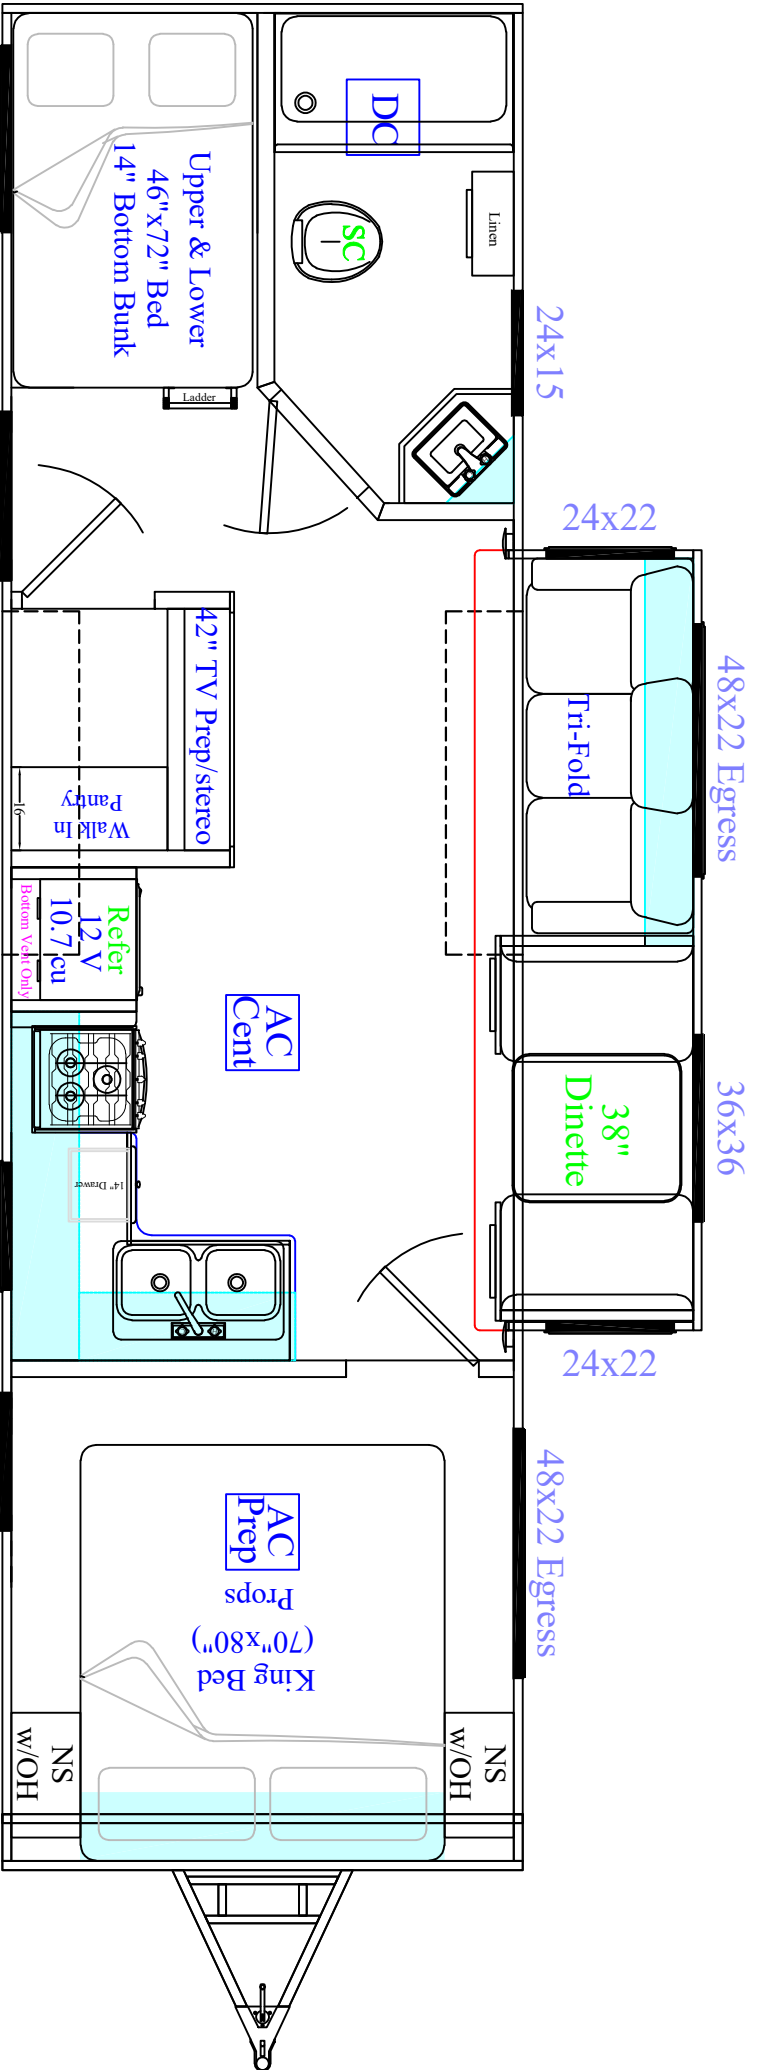 DC
Linen
SC
Upper & Lower
46"x72" Bed
14" Bottom Bunk
24x15
Ladder
24x22
48x22 Egress
Tri-Fold
42" TV Prep/stereo
Walk In
Pantry
16
Refer
12 V
10.7 cu
Bottom Vent Only
AC
Cent
38"
Dinette
36x36
14" Drawer
24x22
48x22 Egress
AC
Prep
King Bed
(70"x80")
Props
NS
w/OH
NS
w/OH